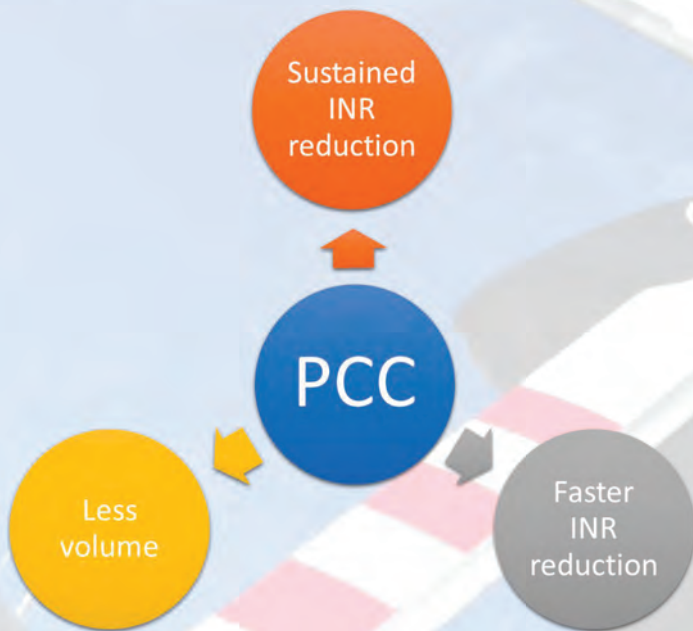 Sustained
INR
reduction
PCC
Less
volume
Faster
INR
reduction